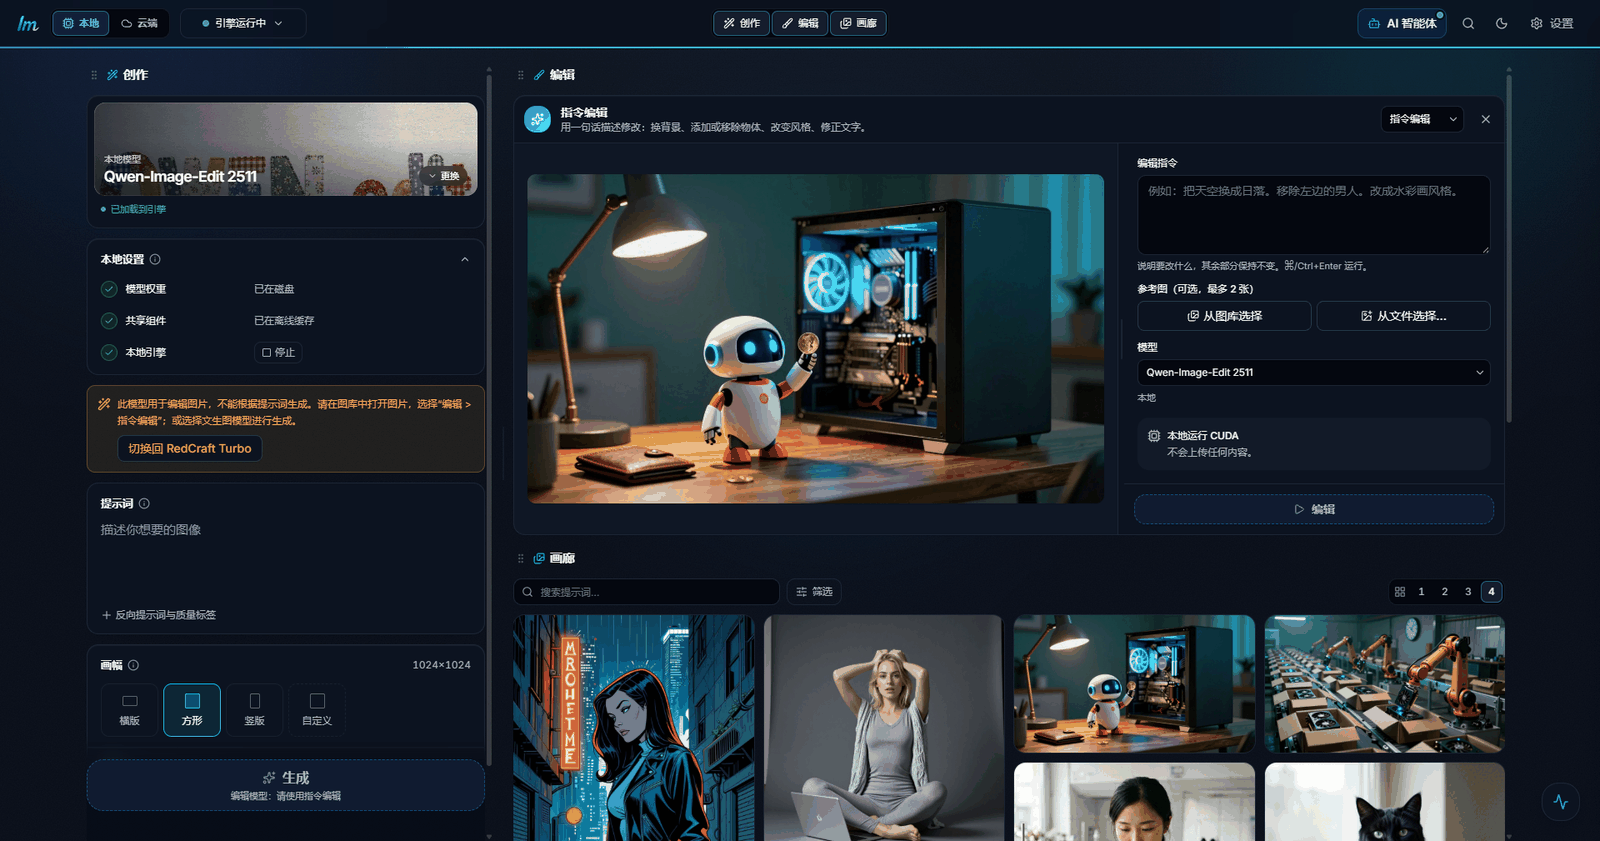 lm
本地
云端
引擎运行中
创作
编辑
画廊
AI 智能体
设置
创作
本地模型
Qwen-Image-Edit 2511
更换
已加载到引擎
本地设置
模型权重
已在磁盘
共享组件
已在离线缓存
本地引擎
停止
此模型用于编辑图片，不能根据提示词生成。请在图库中打开图片，选择“编辑 >
指令编辑”；或选择文生图模型进行生成。
切换回 RedCraft Turbo
提示词
描述你想要的图像
反向提示词与质量标签
画幅
1024×1024
横版
方形
竖版
自定义
生成
编辑模型：请使用指令编辑
编辑
指令编辑
用一句话描述修改：换背景、添加或移除物体、改变风格、修正文字。
指令编辑
编辑指令
例如：把天空换成日落。移除左边的男人。改成水彩画风格。
说明要改什么，其余部分保持不变。⌘/Ctrl+Enter 运行。
参考图（可选，最多 2 张）
从图库选择
从文件选择...
模型
Qwen-Image-Edit 2511
本地
本地运行 CUDA
不会上传任何内容。
编辑
画廊
搜索提示词...
筛选
1
2
3
4